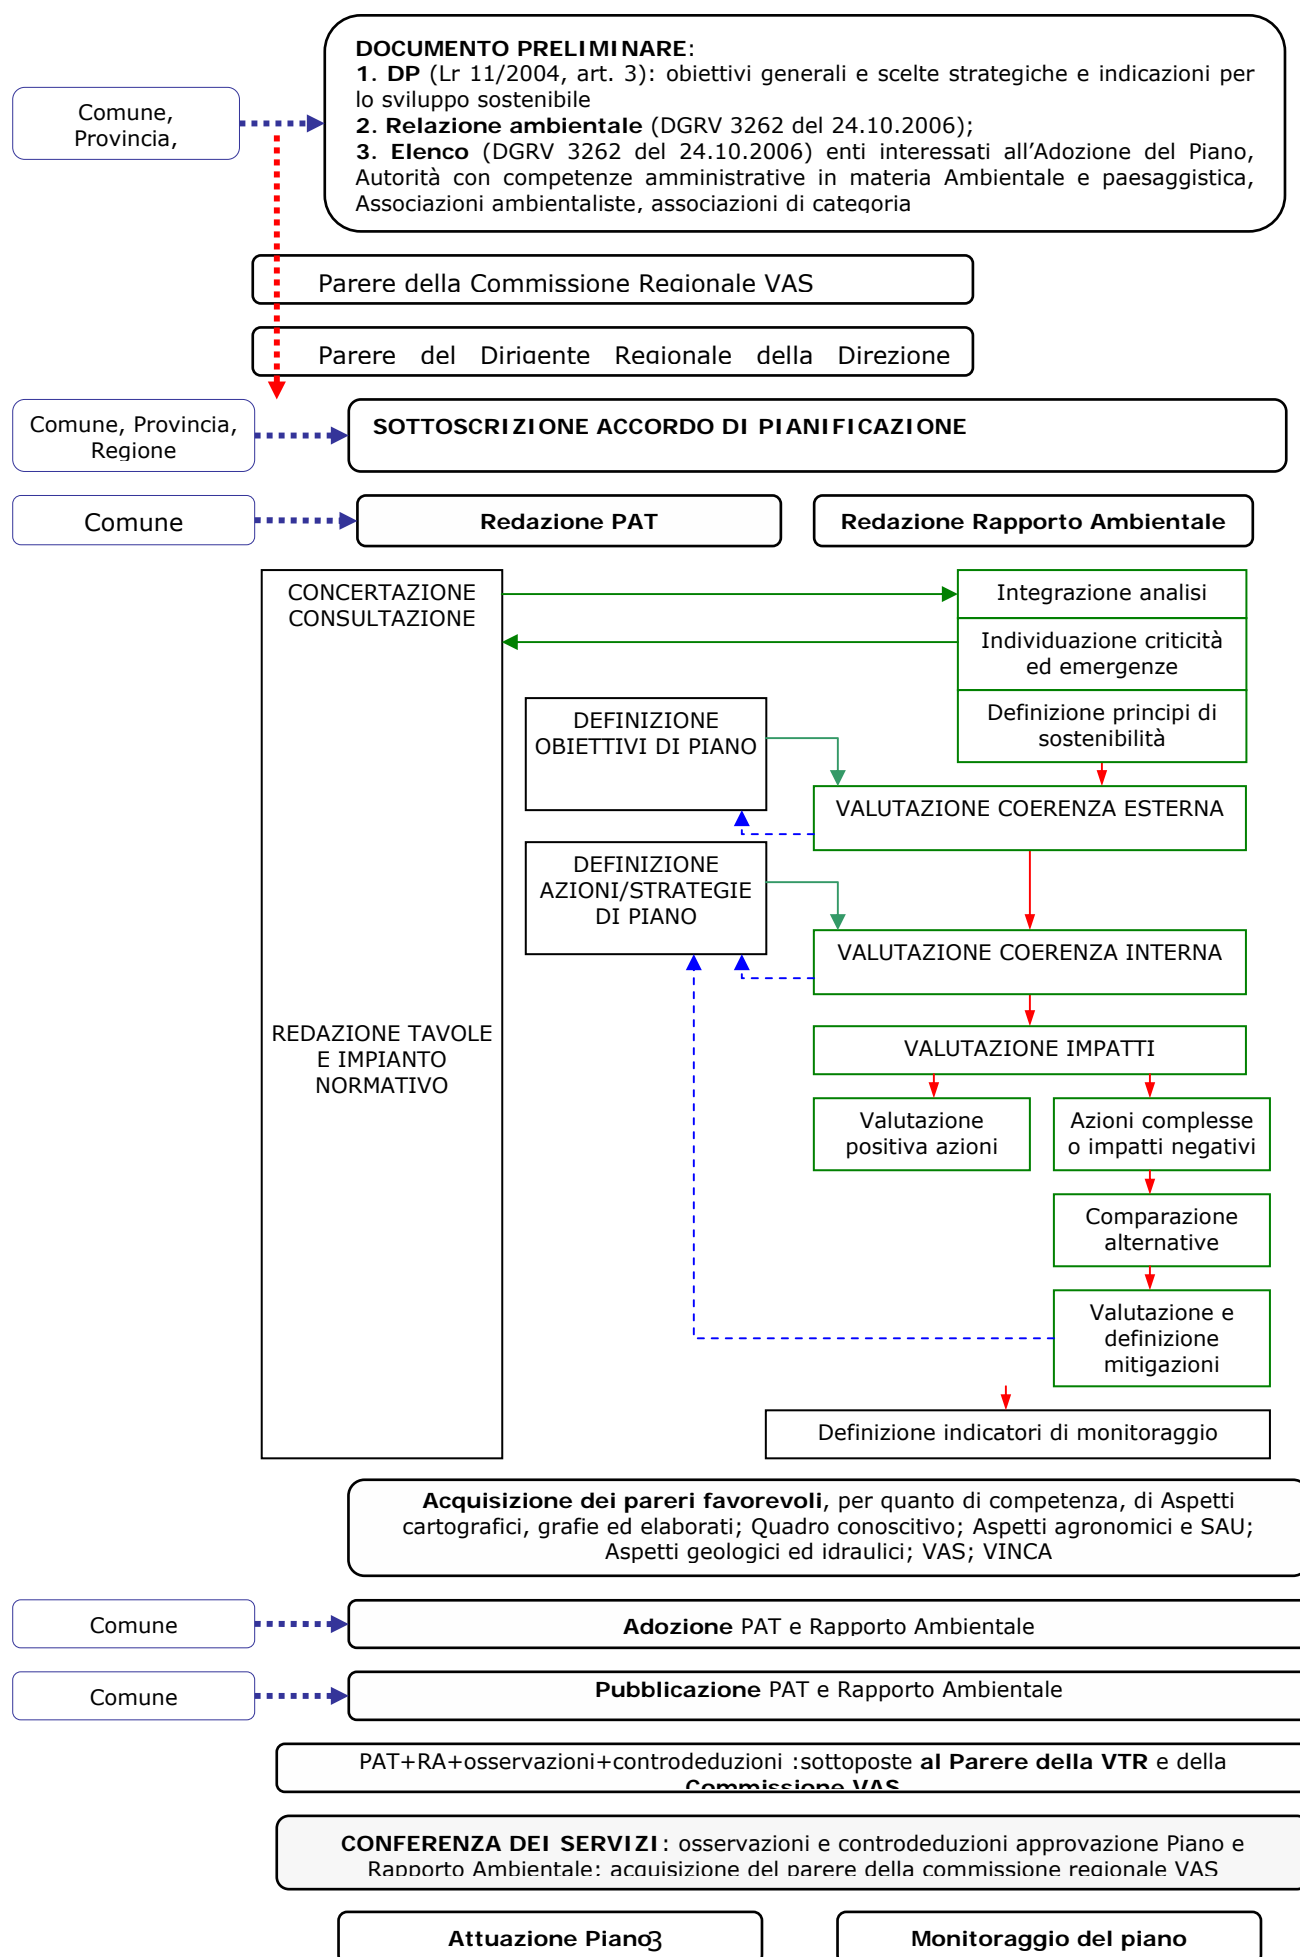 DOCUMENTO PRELIMINARE:
1. DP (Lr 11/2004, art. 3): obiettivi generali e scelte strategiche e indicazioni per
lo sviluppo sostenibile
2. Relazione ambientale (DGRV 3262 del 24.10.2006);
3. Elenco (DGRV 3262 del 24.10.2006) enti interessati all'Adozione del Piano,
Autorità con competenze amministrative in materia Ambientale e paesaggistica,
Associazioni ambientaliste, associazioni di categoria
Comune,
Provincia,
Parere della Commissione Regionale VAS
Parere del Dirigente Regionale della Direzione
Comune, Provincia,
Regione
SOTTOSCRIZIONE ACCORDO DI PIANIFICAZIONE
Comune
Redazione PAT
Redazione Rapporto Ambientale
CONCERTAZIONE
CONSULTAZIONE
Integrazione analisi
Individuazione criticità
ed emergenze
Definizione principi di
sostenibilità
DEFINIZIONE
OBIETTIVI DI PIANO
VALUTAZIONE COERENZA ESTERNA
DEFINIZIONE
AZIONI/STRATEGIE
DI PIANO
VALUTAZIONE COERENZA INTERNA
REDAZIONE TAVOLE
E IMPIANTO
NORMATIVO
VALUTAZIONE IMPATTI
Valutazione
positiva azioni
Azioni complesse
o impatti negativi
Comparazione
alternative
Valutazione e
definizione
mitigazioni
Definizione indicatori di monitoraggio
Acquisizione dei pareri favorevoli, per quanto di competenza, di Aspetti
cartografici, grafie ed elaborati; Quadro conoscitivo; Aspetti agronomici e SAU;
Aspetti geologici ed idraulici; VAS; VINCA
Comune
Adozione PAT e Rapporto Ambientale
Comune
Pubblicazione PAT e Rapporto Ambientale
PAT+RA+osservazioni+controdeduzioni :sottoposte al Parere della VTR e della
Commissione VAS
CONFERENZA DEI SERVIZI: osservazioni e controdeduzioni approvazione Piano e
Rapporto Ambientale: acquisizione del parere della commissione regionale VAS
Attuazione Piano
3
Monitoraggio del piano